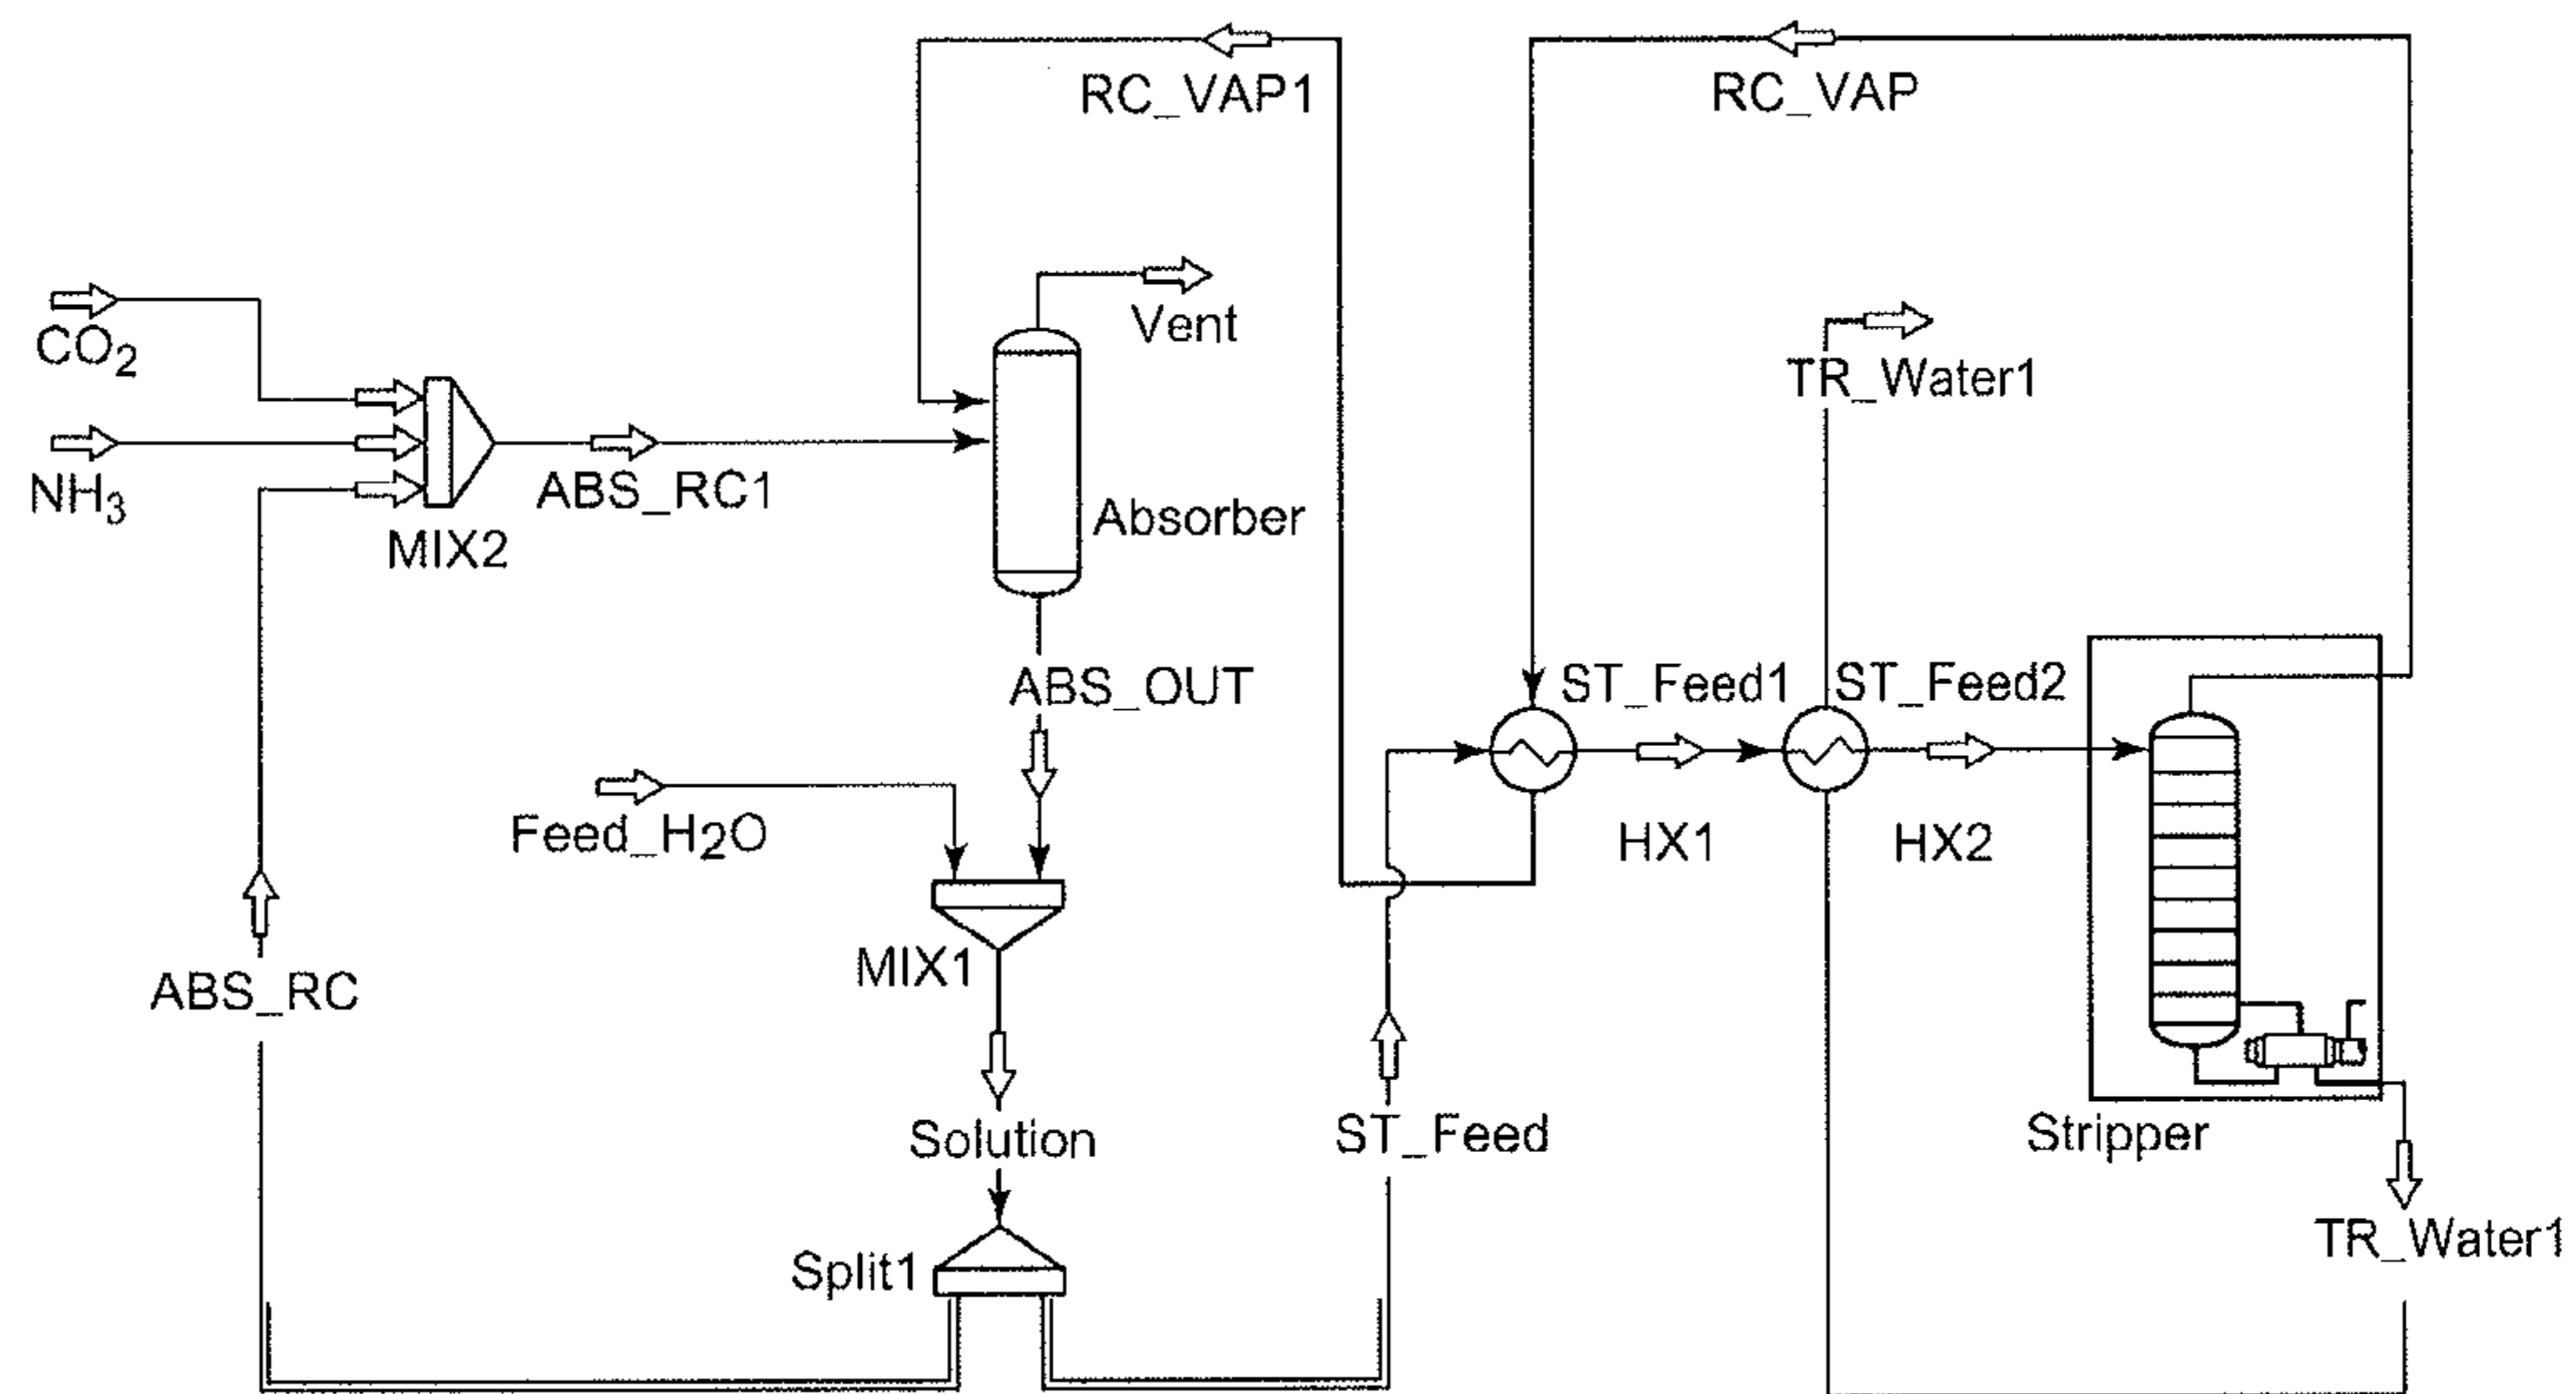 RC_VAP1
RC_VAP
Vent
CO2
TR_Water1
NH3
ABS_RC1
Absorber
MIX2
ABS_OUT
ST_Feed1
ST_Feed2
Feed_H2O
HX1
HX2
MIX1
ABS_RC
Solution
ST_Feed
Stripper
TR_Water1
Split1